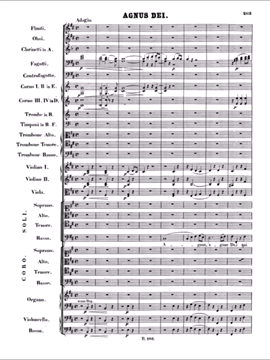 AGNUS DEI.
Adagio.
Flauti.
Oboi.
Clarinetti in A.
Fagotti.
Contrafagotto.
Corno I. II in E.
Corno III. IV in D.
Trombe in B.
Timpani in
Trombone Alto.
Trombone Tenore.
Trombone Basso.
Violino I.
Violino II.
Viola.
SOLI.
Soprano.
Alto.
Tenore.
Basso.
CORO.
Soprano.
Alto.
Tenore.
Basso.
Organo.
Violoncello.
Basso.